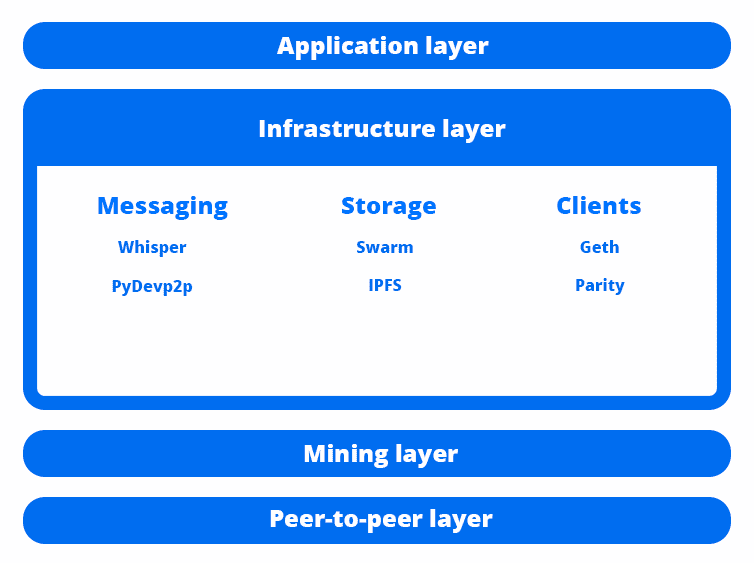 Application layer
Infrastructure layer
Messaging Storage Clients
Whisper Swarm Geth
PyDevp2p IPFS Parity
Mining layer
Peer-to-peer layer